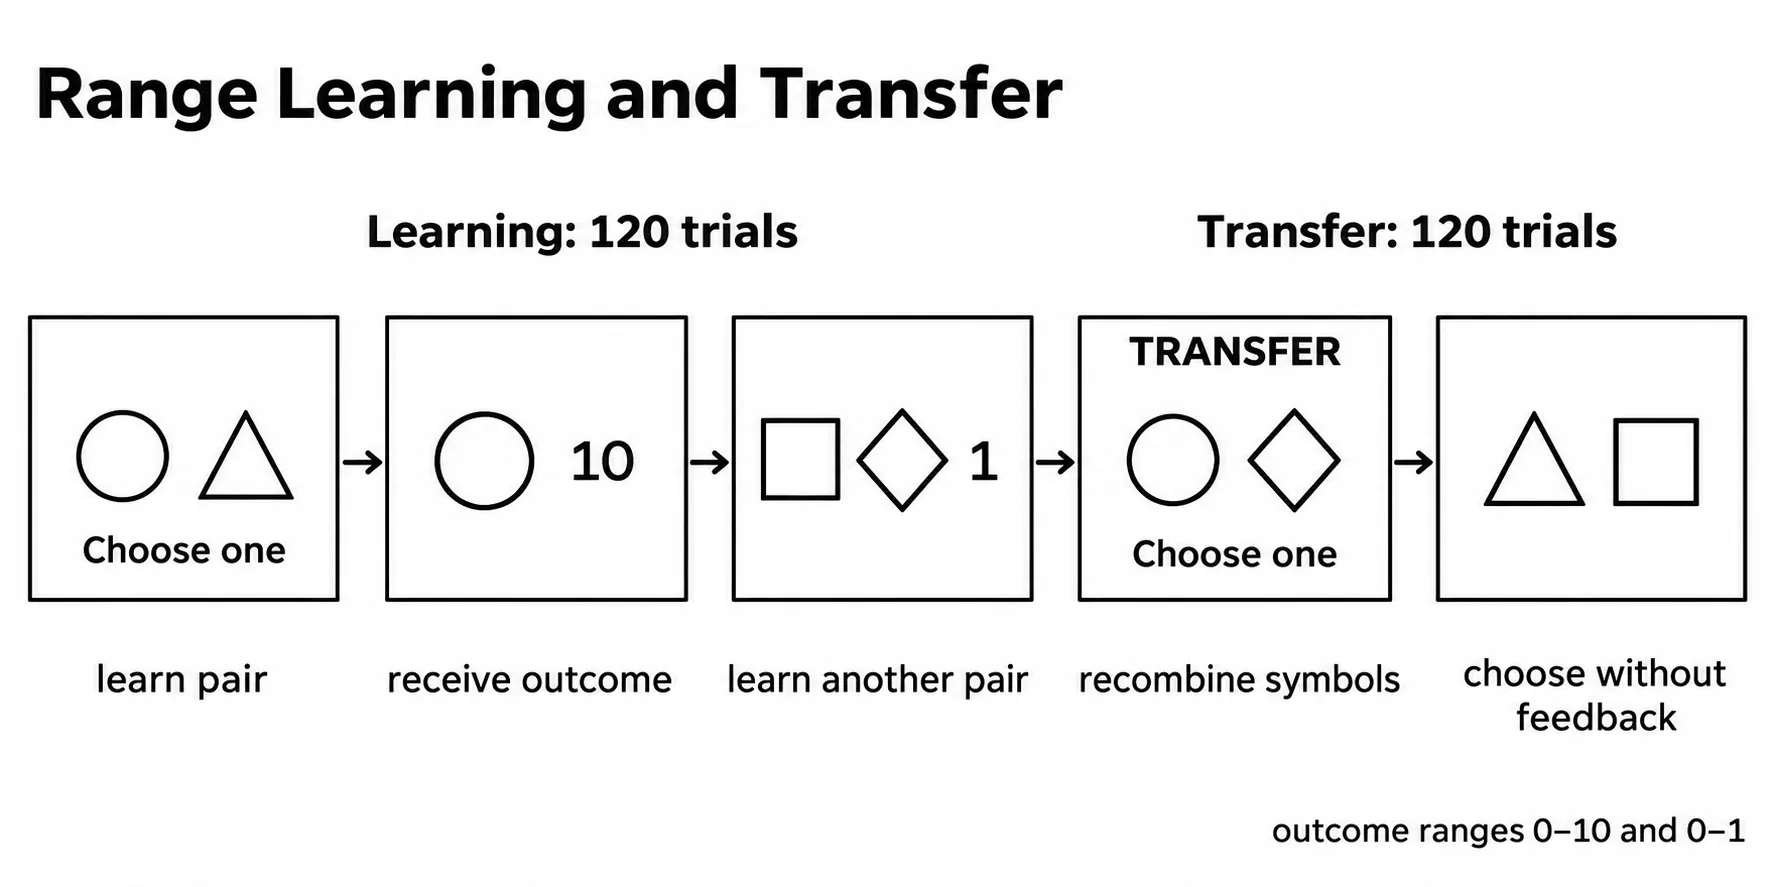 Range Learning and Transfer
Learning: 120 trials
Transfer: 120 trials
Choose one
10
1
TRANSFER
Choose one
learn pair
receive outcome
learn another pair
recombine symbols
choose without
feedback
outcome ranges 0–10 and 0–1